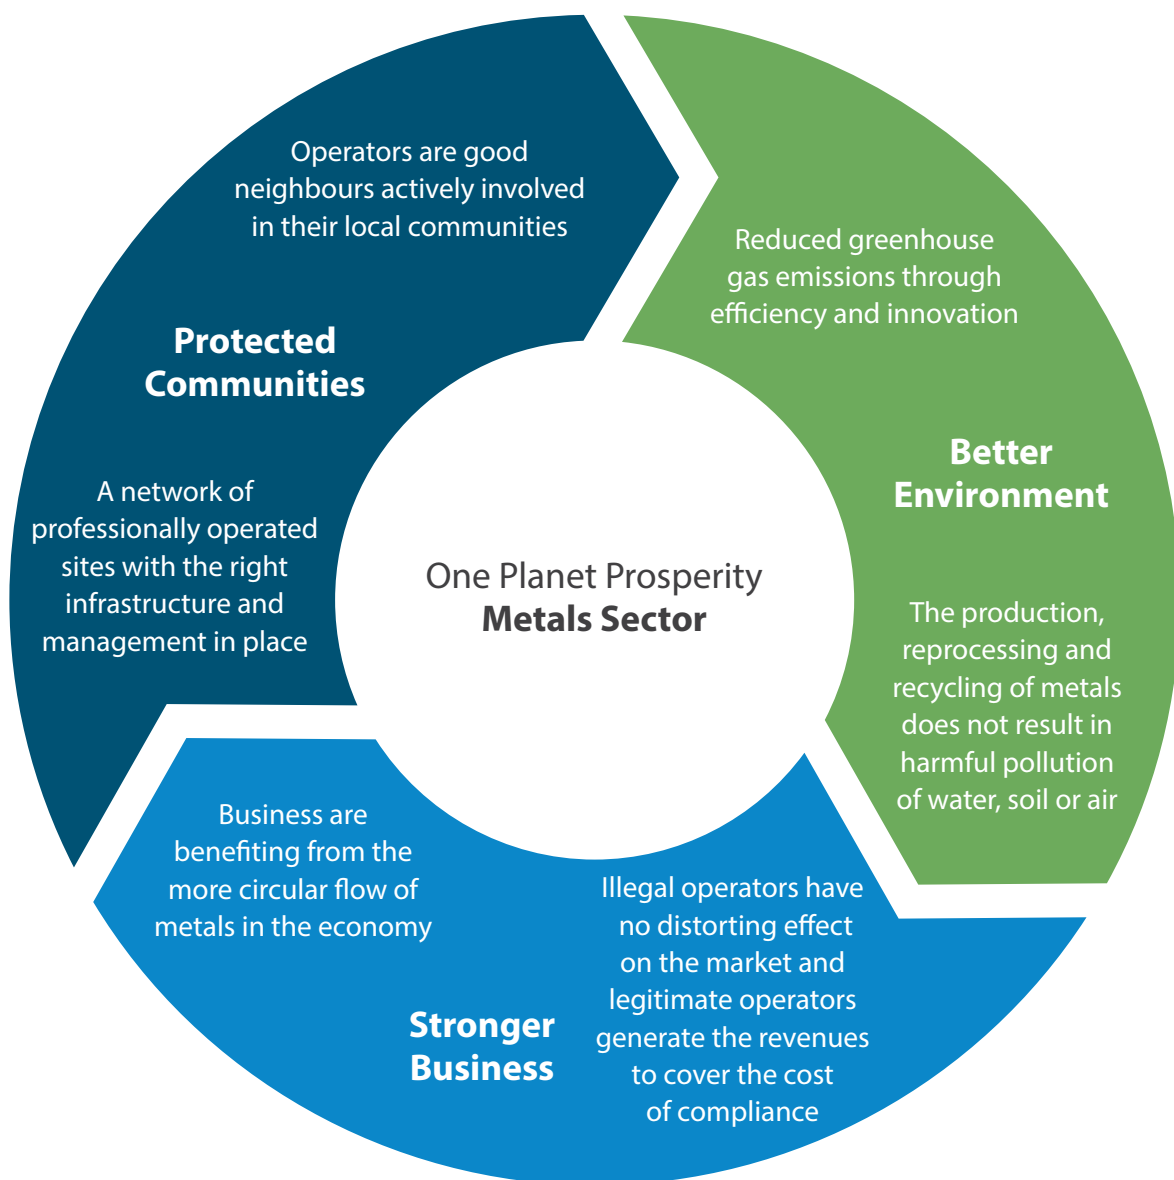 Operators are good
neighbours actively involved
in their local communities
Protected
Communities
A network of
professionally operated
sites with the right
infrastructure and
management in place
Reduced greenhouse
gas emissions through
efficiency and innovation
Better
Environment
The production,
reprocessing and
recycling of metals
does not result in
harmful pollution
of water, soil or air
One Planet Prosperity
Metals Sector
Business are
benefiting from the
more circular flow of
metals in the economy
Stronger
Business
Illegal operators have
no distorting effect
on the market and
legitimate operators
generate the revenues
to cover the cost
of compliance